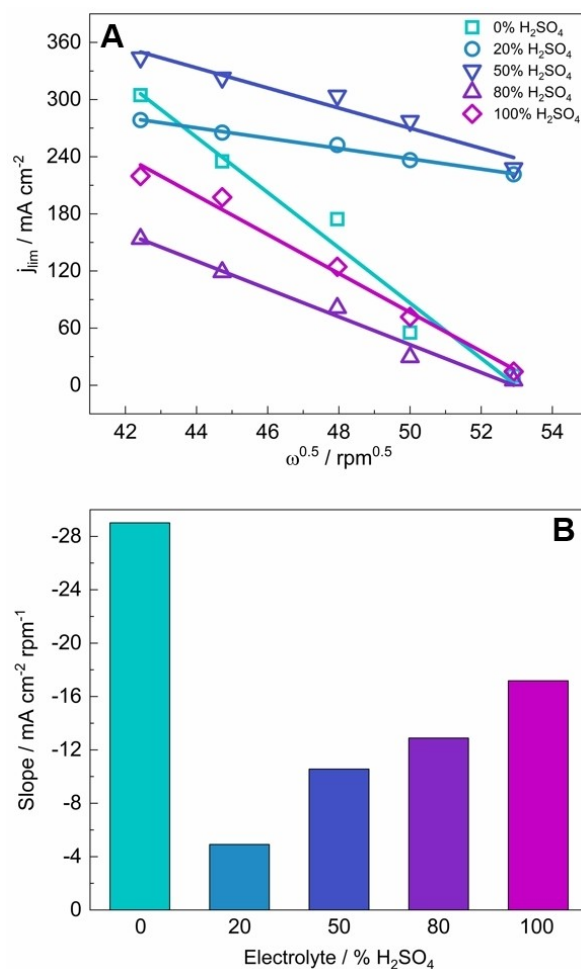 A
0% H₂SO₄
20% H₂SO₄
50% H₂SO₄
80% H₂SO₄
100% H₂SO₄
360
300
240
180
120
60
0
jlim / mA cm⁻²
42 44 46 48 50 52 54
ω⁰·⁵ / rpm⁰·⁵
B
-28
-24
-20
-16
-12
-8
-4
0
Slope / mA cm⁻² rpm⁻¹
0 20 50 80 100
Electrolyte / % H₂SO₄